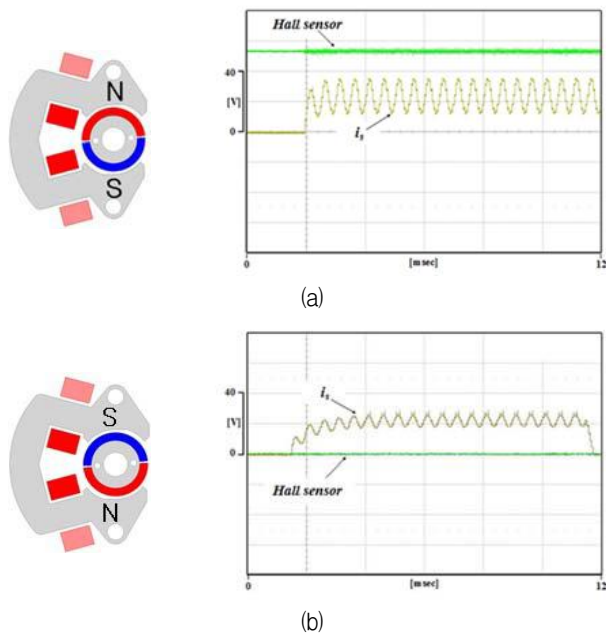 Hall sensor
40
[V]
0
i_s
N
S
0
[msec]
12
(a)
i_s
40
[V]
0
Hall sensor
S
N
0
[msec]
12
(b)